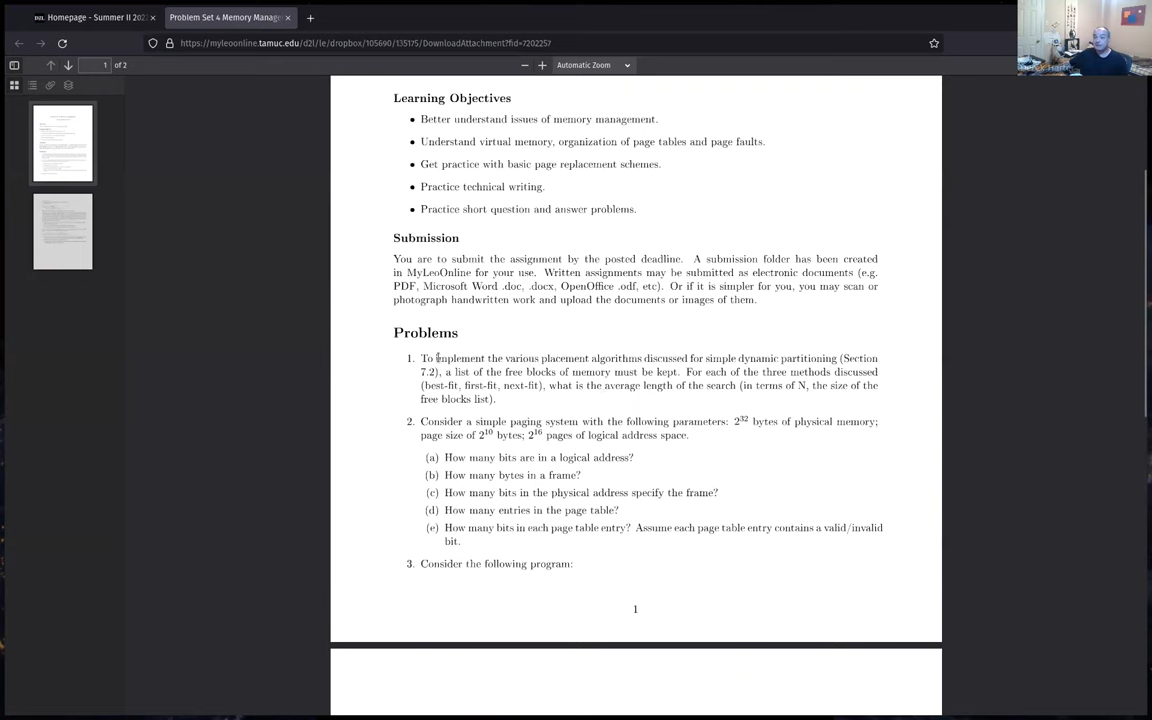 Homepage - Summer II 202
Problem Set 4 Memory Manage
https://myleoonline.tamuc.edu/d2l/le/dropbox/105690/135175/DownloadAttachment?fid=7202257
1 of 2
Automatic Zoom
Learning Objectives
• Better understand issues of memory management.
• Understand virtual memory, organization of page tables and page faults.
• Get practice with basic page replacement schemes.
• Practice technical writing.
• Practice short question and answer problems.
Submission
You are to submit the assignment by the posted deadline. A submission folder has been created
in MyLeoOnline for your use. Written assignments may be submitted as electronic documents (e.g.
PDF, Microsoft Word .doc, .docx, OpenOffice .odf, etc). Or if it is simpler for you, you may scan or
photograph handwritten work and upload the documents or images of them.
Problems
1. To implement the various placement algorithms discussed for simple dynamic partitioning (Section
7.2), a list of the free blocks of memory must be kept. For each of the three methods discussed
(best-fit, first-fit, next-fit), what is the average length of the search (in terms of N, the size of the
free blocks list).
2. Consider a simple paging system with the following parameters: 2^32 bytes of physical memory;
page size of 2^10 bytes; 2^16 pages of logical address space.
(a) How many bits are in a logical address?
(b) How many bytes in a frame?
(c) How many bits in the physical address specify the frame?
(d) How many entries in the page table?
(e) How many bits in each page table entry? Assume each page table entry contains a valid/invalid
bit.
3. Consider the following program:
1